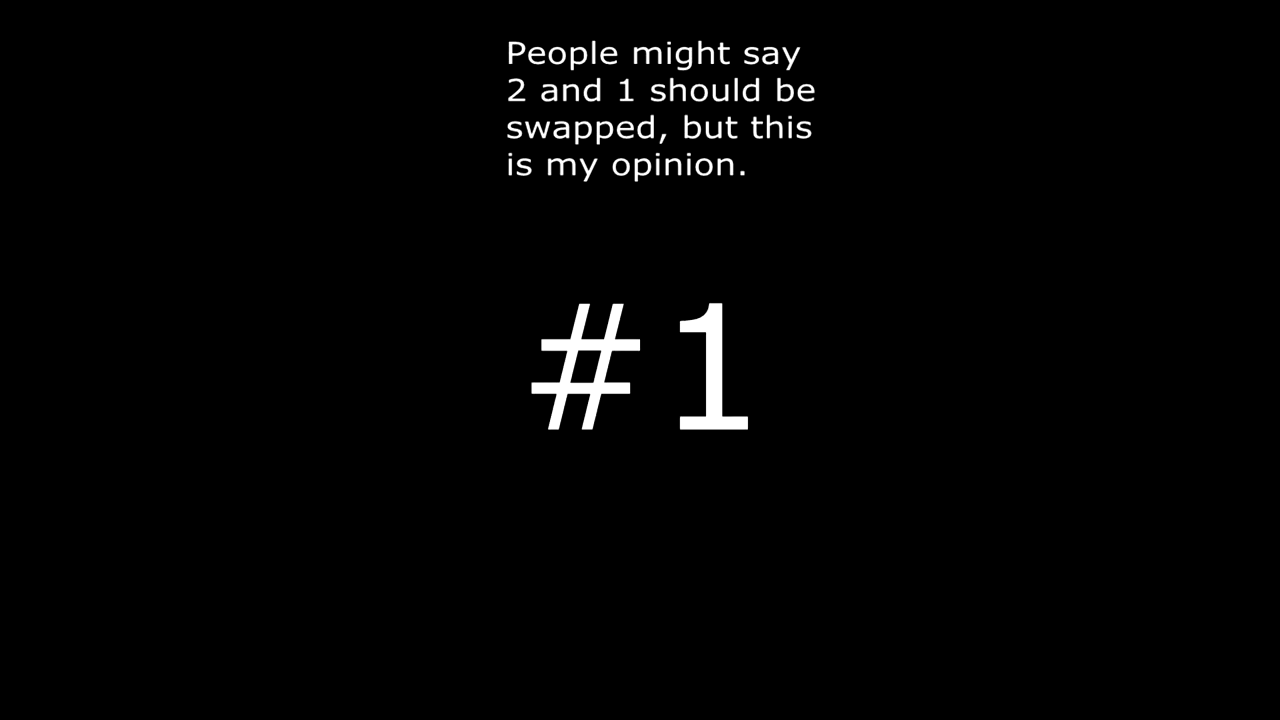 People might say
2 and 1 should be
swapped, but this
is my opinion.
#1